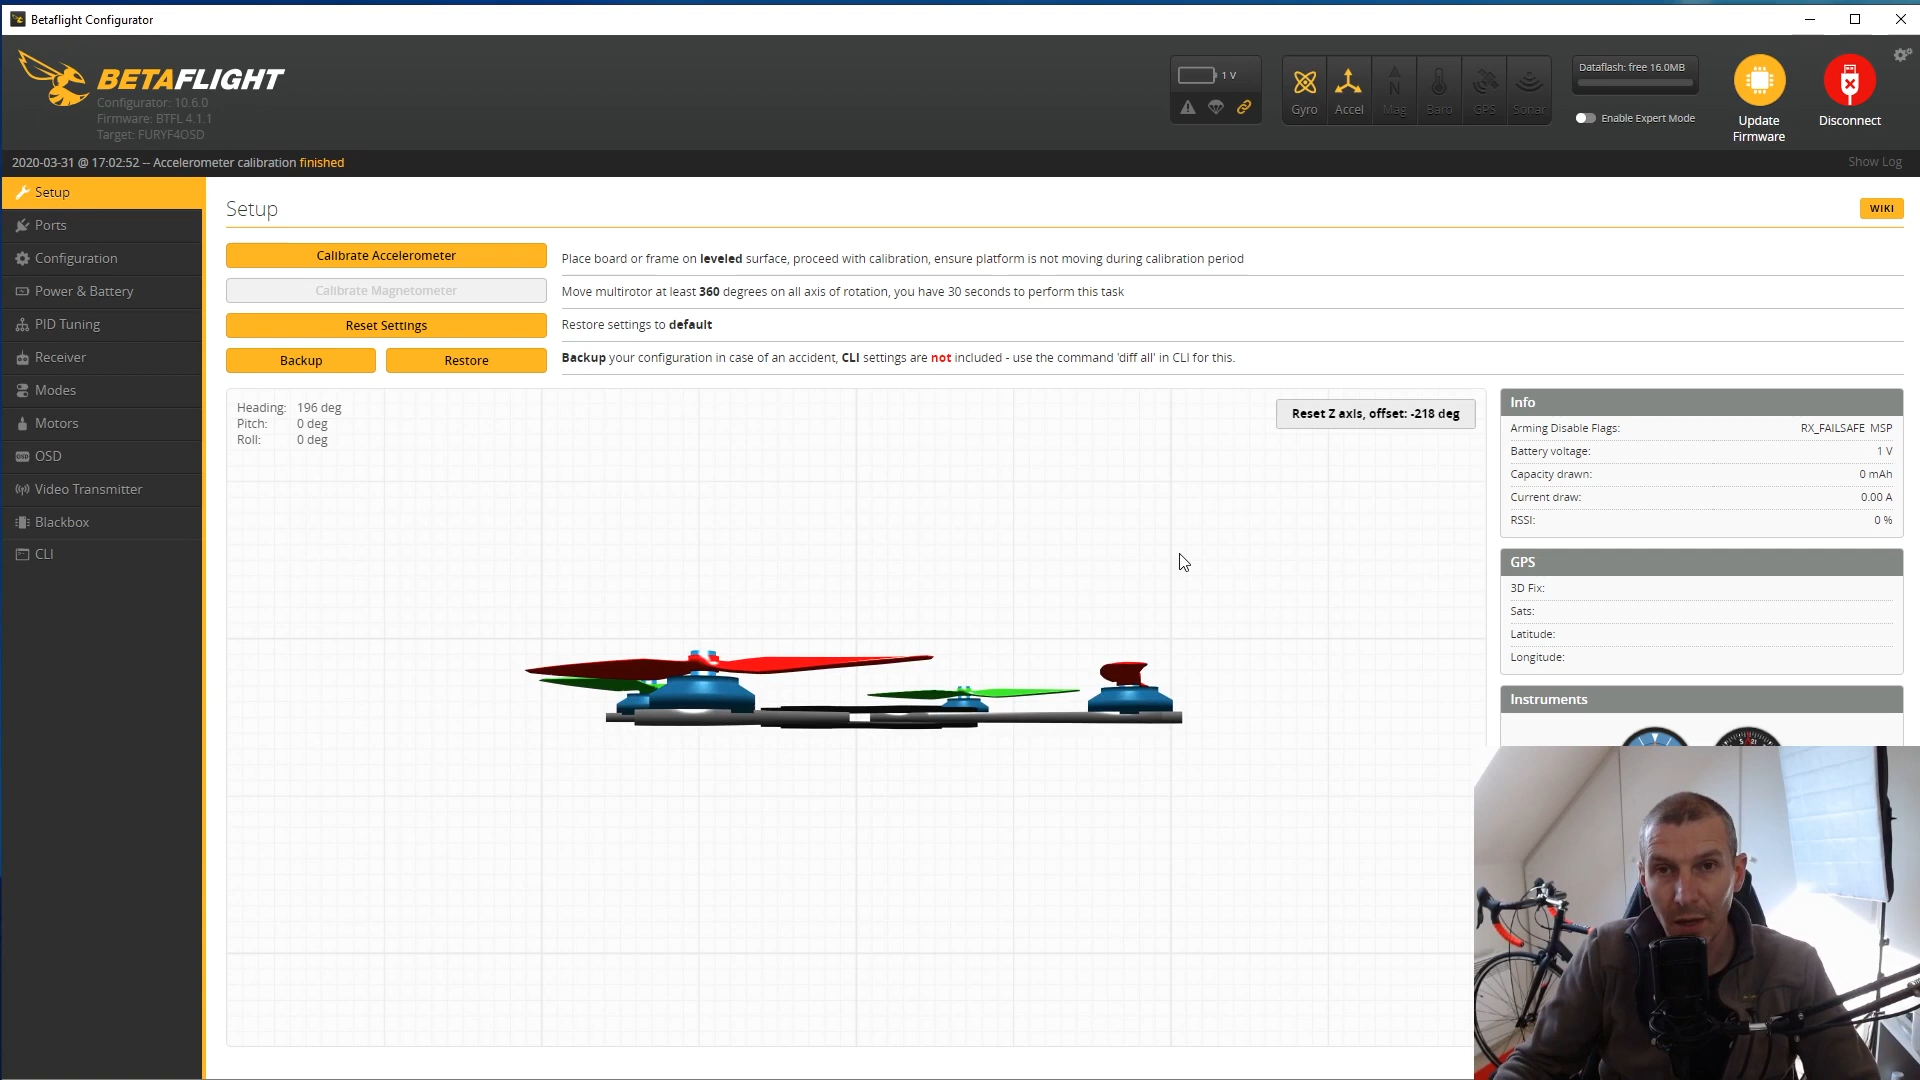 Betaflight Configurator
BETAFLIGHT
Configurator: 10.6.0
Firmware: BTFL 4.1.1
Target: FURYF4OSD
1 V
Gyro
Accel
Mag
Baro
GPS
Sonar
Dataflash: free 16.0MB
Enable Expert Mode
Update
Firmware
Disconnect
2020-03-31 @ 17:02:52 -- Accelerometer calibration finished
Show Log
Setup
Ports
Configuration
Power & Battery
PID Tuning
Receiver
Modes
Motors
OSD
Video Transmitter
Blackbox
CLI
Setup
WIKI
Calibrate Accelerometer
Place board or frame on leveled surface, proceed with calibration, ensure platform is not moving during calibration period
Calibrate Magnetometer
Move multirotor at least 360 degrees on all axis of rotation, you have 30 seconds to perform this task
Reset Settings
Restore settings to default
Backup
Restore
Backup your configuration in case of an accident, CLI settings are not included - use the command 'diff all' in CLI for this.
Heading: 196 deg
Pitch: 0 deg
Roll: 0 deg
Reset Z axis, offset: -218 deg
Info
Arming Disable Flags: RX_FAILSAFE MSP
Battery voltage: 1 V
Capacity drawn: 0 mAh
Current draw: 0.00 A
RSSI: 0 %
GPS
3D Fix:
Sats:
Latitude:
Longitude:
Instruments